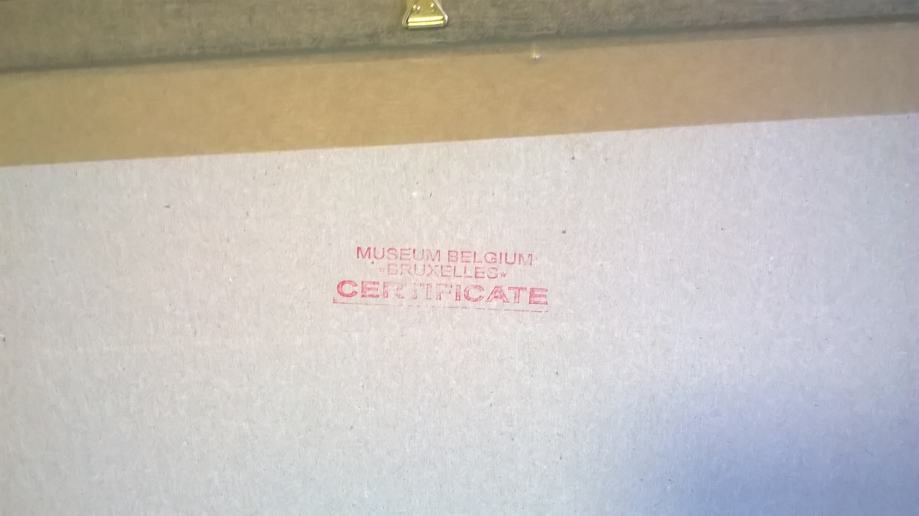 MUSEUM BELGIUM
«BRUXELLES»
CERTIFICATE